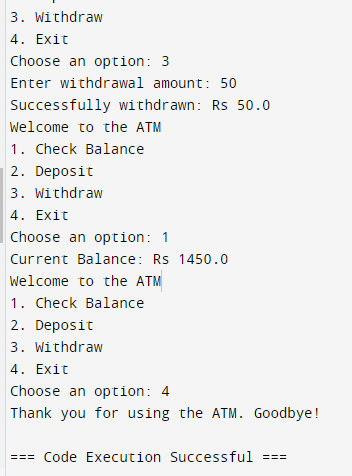 3. Withdraw
4. Exit
Choose an option: 3
Enter withdrawal amount: 50
Successfully withdrawn: Rs 50.0
Welcome to the ATM
1. Check Balance
2. Deposit
3. Withdraw
4. Exit
Choose an option: 1
Current Balance: Rs 1450.0
Welcome to the ATM
1. Check Balance
2. Deposit
3. Withdraw
4. Exit
Choose an option: 4
Thank you for using the ATM. Goodbye!
=== Code Execution Successful ===